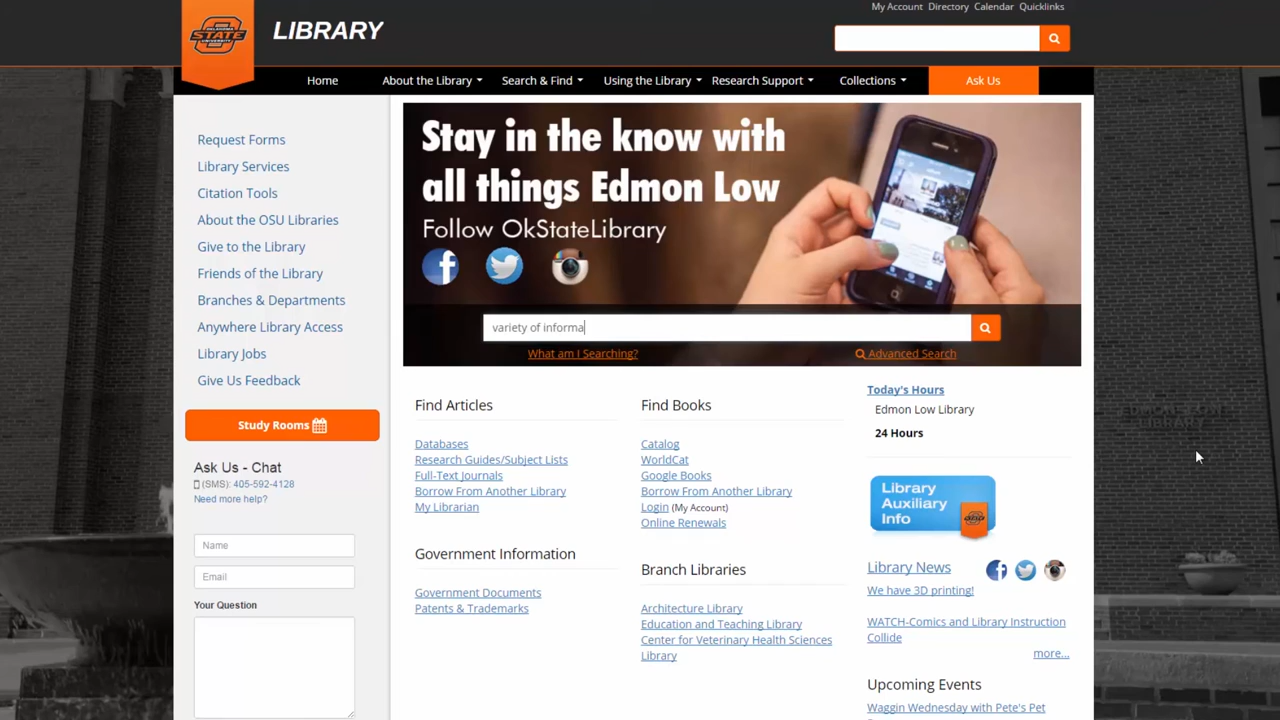 My Account Directory Calendar Quicklinks
OKLAHOMA
STATE
UNIVERSITY
LIBRARY
Home About the Library Search & Find Using the Library Research Support Collections Ask Us
Request Forms
Library Services
Citation Tools
About the OSU Libraries
Give to the Library
Friends of the Library
Branches & Departments
Anywhere Library Access
Library Jobs
Give Us Feedback
Study Rooms
Ask Us - Chat
(SMS): 405-592-4128
Need more help?
Name
Email
Your Question
Stay in the know with
all things Edmon Low
Follow OkStateLibrary
variety of informa
What am I Searching? Advanced Search
Find Articles
Databases
Research Guides/Subject Lists
Full-Text Journals
Borrow From Another Library
My Librarian
Government Information
Government Documents
Patents & Trademarks
Find Books
Catalog
WorldCat
Google Books
Borrow From Another Library
Login (My Account)
Online Renewals
Branch Libraries
Architecture Library
Education and Teaching Library
Center for Veterinary Health Sciences
Library
Today's Hours
Edmon Low Library
24 Hours
Library
Auxiliary
Info
Library News
We have 3D printing!
WATCH-Comics and Library Instruction
Collide
more...
Upcoming Events
Waggin Wednesday with Pete's Pet
EDMON LOW
LIBRARY